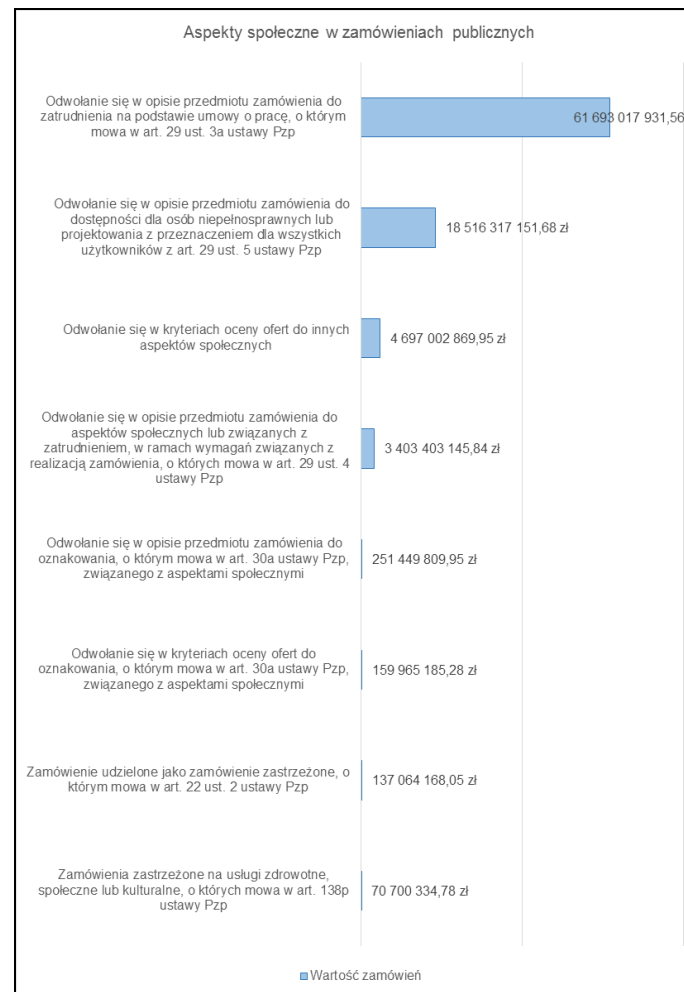 Aspekty społeczne w zamówieniach publicznych
Odwołanie się w opisie przedmiotu zamówienia do
zatrudnienia na podstawie umowy o pracę, o którym
mowa w art. 29 ust. 3a ustawy Pzp
61 693 017 931,56
Odwołanie się w opisie przedmiotu zamówienia do
dostępności dla osób niepełnosprawnych lub
projektowania z przeznaczeniem dla wszystkich
użytkowników z art. 29 ust. 5 ustawy Pzp
18 516 317 151,68 zł
Odwołanie się w kryteriach oceny ofert do innych
aspektów społecznych
4 697 002 869,95 zł
Odwołanie się w opisie przedmiotu zamówienia do
aspektów społecznych lub związanych z
zatrudnieniem, w ramach wymagań związanych z
realizacją zamówienia, o których mowa w art. 29 ust. 4
ustawy Pzp
3 403 403 145,84 zł
Odwołanie się w opisie przedmiotu zamówienia do
oznakowania, o którym mowa w art. 30a ustawy Pzp,
związanego z aspektami społecznymi
251 449 809,95 zł
Odwołanie się w kryteriach oceny ofert do
oznakowania, o którym mowa w art. 30a ustawy Pzp,
związanego z aspektami społecznymi
159 965 185,28 zł
Zamówienie udzielone jako zamówienie zastrzeżone, o
którym mowa w art. 22 ust. 2 ustawy Pzp
137 064 168,05 zł
Zamówienia zastrzeżone na usługi zdrowotne,
społeczne lub kulturalne, o których mowa w art. 138p
ustawy Pzp
70 700 334,78 zł
Wartość zamówień